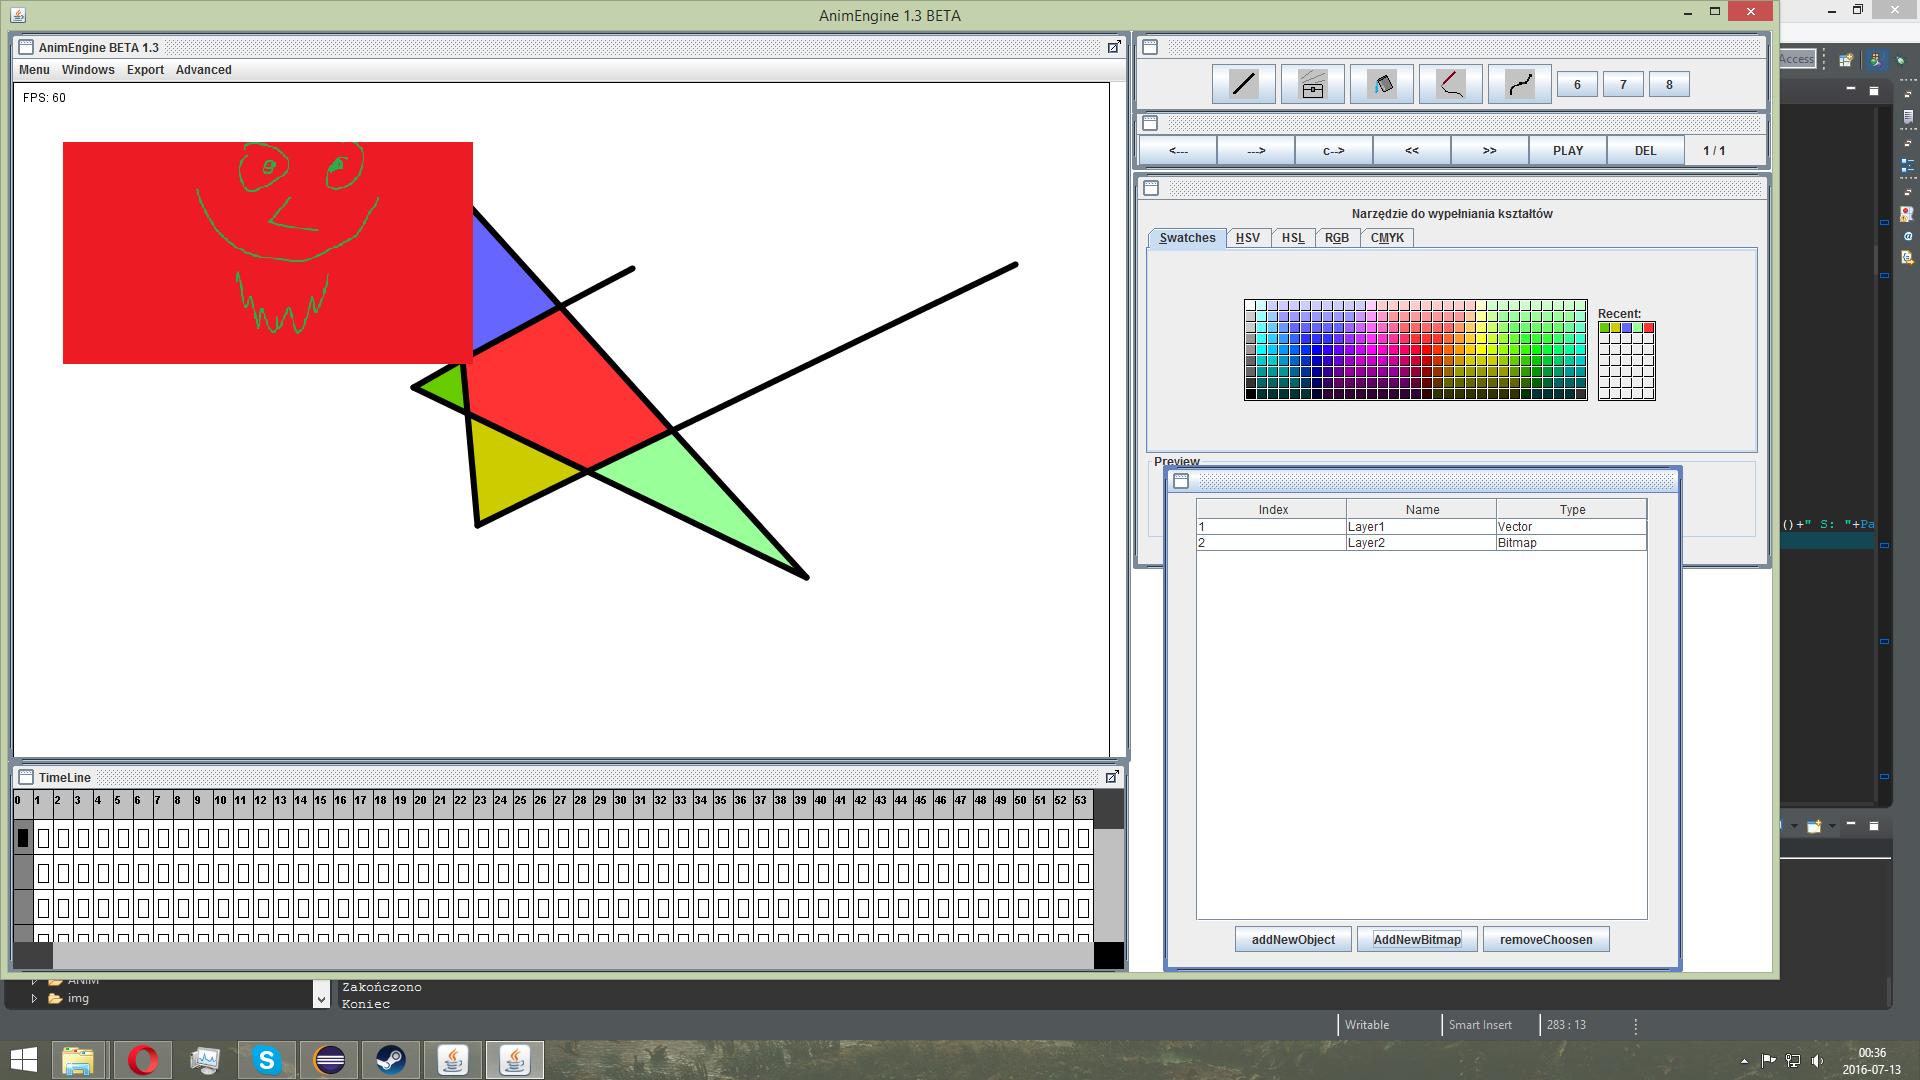 AnimEngine 1.3 BETA
AnimEngine BETA 1.3
Menu Windows Export Advanced
FPS: 60
6 7 8
<--- ---> c--> << >> PLAY DEL 1 / 1
Narzędzie do wypełniania kształtów
Swatches HSV HSL RGB CMYK
Recent:
Preview
Index Name Type
1 Layer1 Vector
2 Layer2 Bitmap
addNewObject AddNewBitmap removeChoosen
TimeLine
0 1 2 3 4 5 6 7 8 9 10 11 12 13 14 15 16 17 18 19 20 21 22 23 24 25 26 27 28 29 30 31 32 33 34 35 36 37 38 39 40 41 42 43 44 45 46 47 48 49 50 51 52 53
Access
()+" S: "+Pa
ANIM
img
Zakończono
Koniec
Writable Smart Insert 283 : 13
00:36
2016-07-13